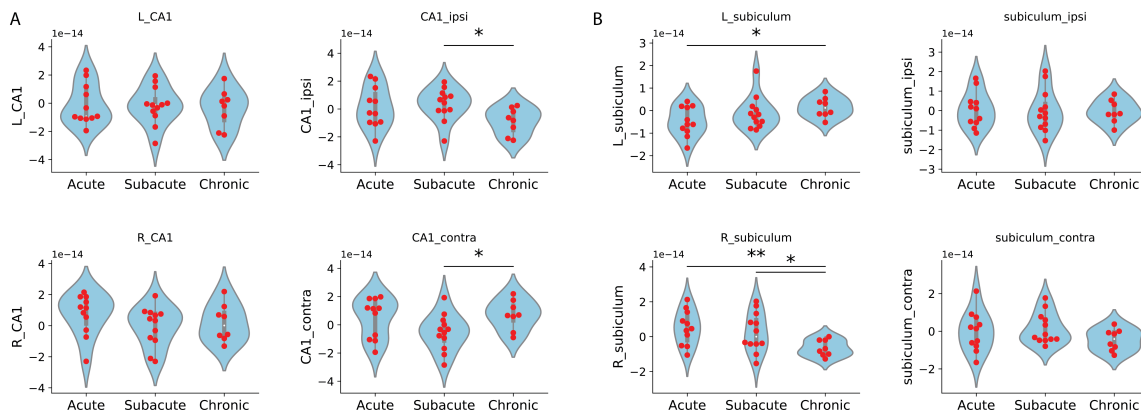 A
L_CA1
1e−14
L_CA1
4
2
0
−2
−4
Acute Subacute Chronic
CA1_ipsi
1e−14
*
CA1_ipsi
4
2
0
−2
−4
Acute Subacute Chronic
B
L_subiculum
1e−14
*
L_subiculum
3
2
1
0
−1
−2
Acute Subacute Chronic
subiculum_ipsi
1e−14
subiculum_ipsi
3
2
1
0
−1
−2
−3
Acute Subacute Chronic
R_CA1
1e−14
R_CA1
4
2
0
−2
−4
Acute Subacute Chronic
CA1_contra
1e−14
*
CA1_contra
4
2
0
−2
−4
Acute Subacute Chronic
R_subiculum
1e−14
**
*
R_subiculum
4
2
0
−2
Acute Subacute Chronic
subiculum_contra
1e−14
subiculum_contra
2
0
−2
Acute Subacute Chronic